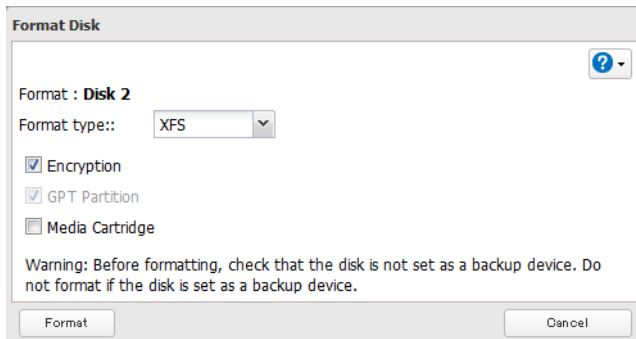 Format Disk
?
Format : Disk 2
Format type:: XFS
Encryption
GPT Partition
Media Cartridge
Warning: Before formatting, check that the disk is not set as a backup device. Do
not format if the disk is set as a backup device.
Format Cancel